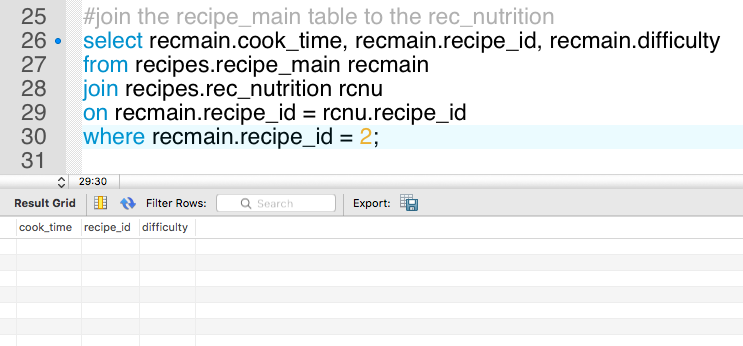 25 #join the recipe_main table to the rec_nutrition
26 select recmain.cook_time, recmain.recipe_id, recmain.difficulty
27 from recipes.recipe_main recmain
28 join recipes.rec_nutrition rcnu
29 on recmain.recipe_id = rcnu.recipe_id
30 where recmain.recipe_id = 2;
31
29:30
Result Grid Filter Rows: Search Export:
cook_time recipe_id difficulty